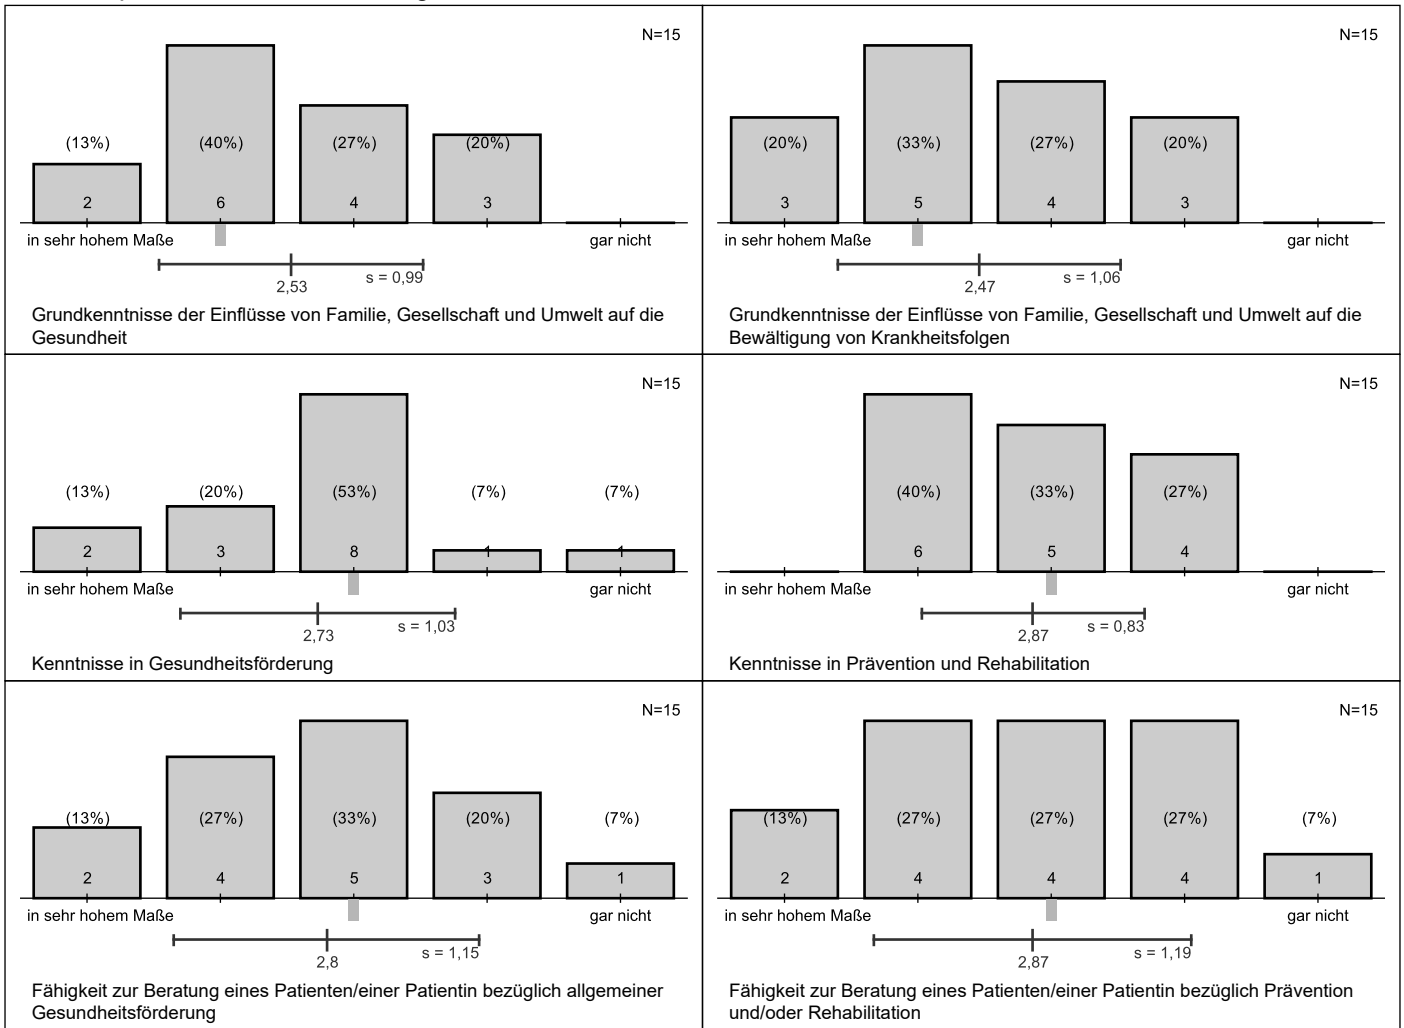 N=15
(13%) (40%) (27%) (20%)
2 6 4 3
in sehr hohem Maße gar nicht
s = 0,99
2,53
Grundkenntnisse der Einflüsse von Familie, Gesellschaft und Umwelt auf die
Gesundheit
N=15
(20%) (33%) (27%) (20%)
3 5 4 3
in sehr hohem Maße gar nicht
s = 1,06
2,47
Grundkenntnisse der Einflüsse von Familie, Gesellschaft und Umwelt auf die
Bewältigung von Krankheitsfolgen
N=15
(13%) (20%) (53%) (7%) (7%)
2 3 8 1 1
in sehr hohem Maße gar nicht
s = 1,03
2,73
Kenntnisse in Gesundheitsförderung
N=15
(40%) (33%) (27%)
6 5 4
in sehr hohem Maße gar nicht
s = 0,83
2,87
Kenntnisse in Prävention und Rehabilitation
N=15
(13%) (27%) (33%) (20%) (7%)
2 4 5 3 1
in sehr hohem Maße gar nicht
s = 1,15
2,8
Fähigkeit zur Beratung eines Patienten/einer Patientin bezüglich allgemeiner
Gesundheitsförderung
N=15
(13%) (27%) (27%) (27%) (7%)
2 4 4 4 1
in sehr hohem Maße gar nicht
s = 1,19
2,87
Fähigkeit zur Beratung eines Patienten/einer Patientin bezüglich Prävention
und/oder Rehabilitation